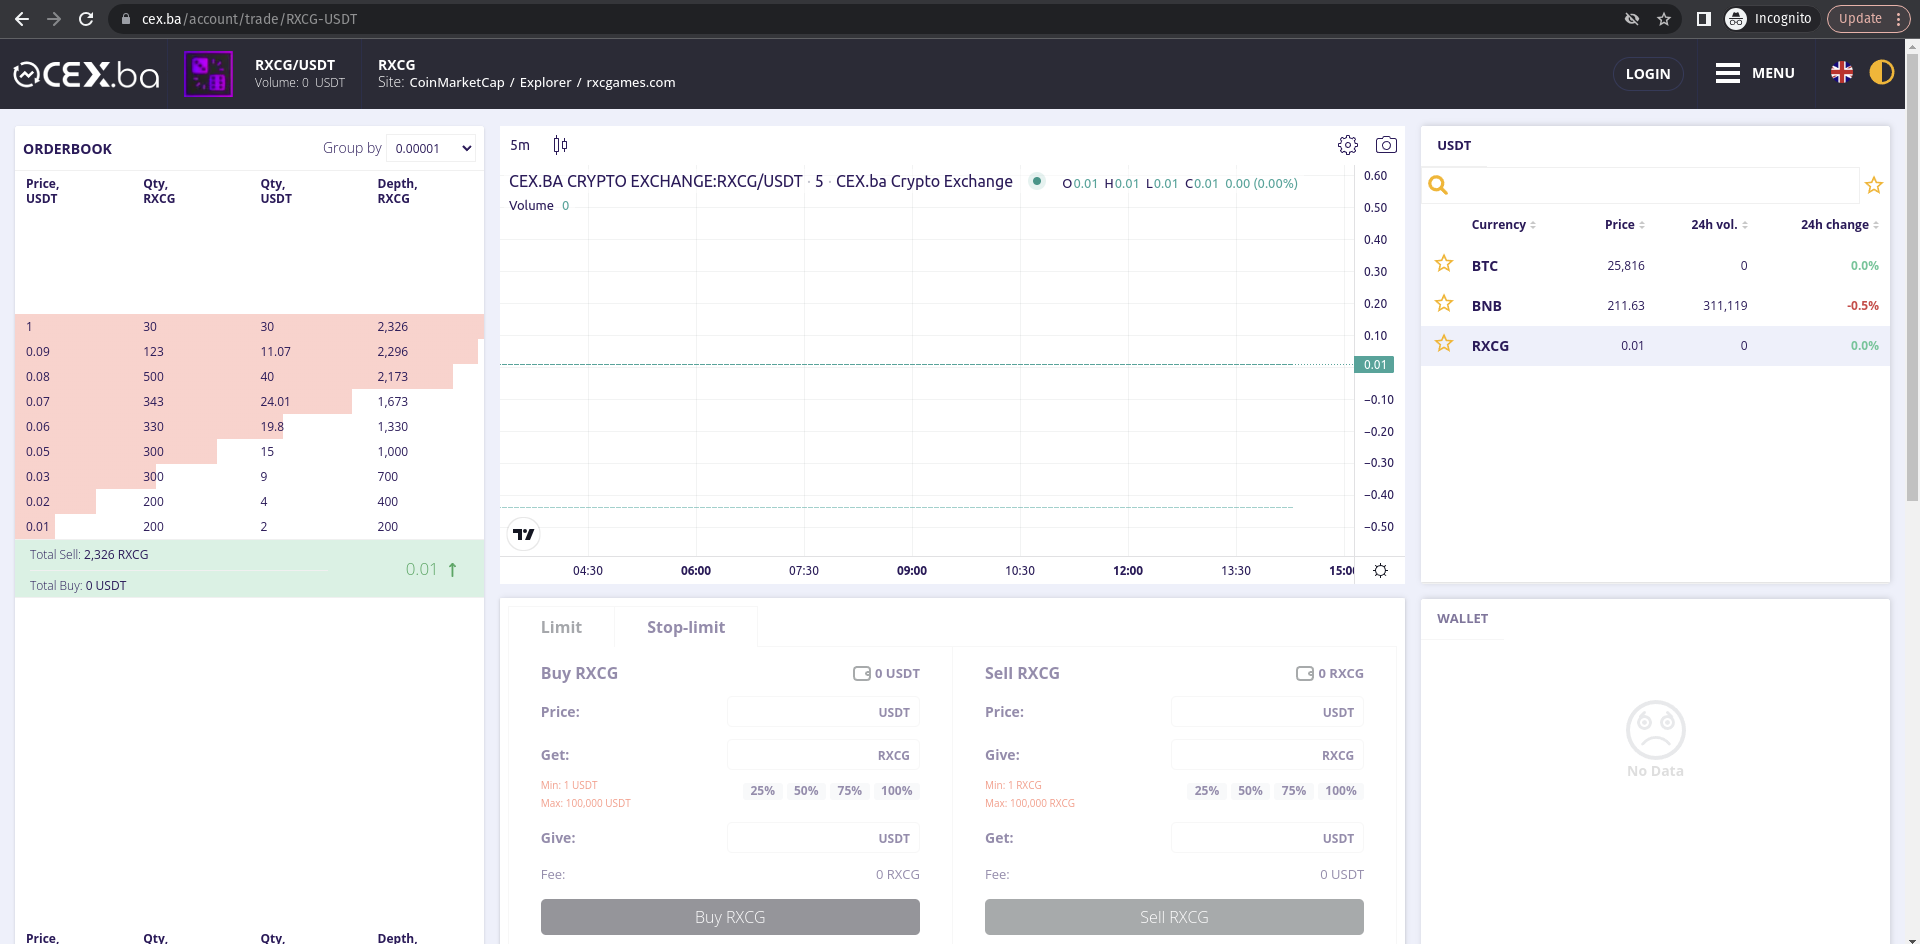 cex.ba/account/trade/RXCG-USDT
Incognito
Update
CEX.ba
RXCG/USDT
Volume: 0 USDT
RXCG
Site: CoinMarketCap / Explorer / rxcgames.com
LOGIN
MENU
ORDERBOOK
Group by 0.00001
Price, USDT Qty, RXCG Qty, USDT Depth, RXCG
1 30 30 2,326
0.09 123 11.07 2,296
0.08 500 40 2,173
0.07 343 24.01 1,673
0.06 330 19.8 1,330
0.05 300 15 1,000
0.03 300 9 700
0.02 200 4 400
0.01 200 2 200
Total Sell: 2,326 RXCG
0.01 ↑
Total Buy: 0 USDT
Price, Qty, Qty, Depth,
5m
CEX.BA CRYPTO EXCHANGE:RXCG/USDT · 5 · CEX.ba Crypto Exchange
O0.01 H0.01 L0.01 C0.01 0.00 (0.00%)
Volume 0
0.60
0.50
0.40
0.30
0.20
0.10
0.01
−0.10
−0.20
−0.30
−0.40
−0.50
04:30 06:00 07:30 09:00 10:30 12:00 13:30 15:00
Limit
Stop-limit
Buy RXCG
0 USDT
Price:
USDT
Get:
RXCG
Min: 1 USDT
Max: 100,000 USDT
25% 50% 75% 100%
Give:
USDT
Fee:
0 RXCG
Buy RXCG
Sell RXCG
0 RXCG
Price:
USDT
Give:
RXCG
Min: 1 RXCG
Max: 100,000 RXCG
25% 50% 75% 100%
Get:
USDT
Fee:
0 USDT
Sell RXCG
USDT
Currency Price 24h vol. 24h change
BTC 25,816 0 0.0%
BNB 211.63 311,119 -0.5%
RXCG 0.01 0 0.0%
WALLET
No Data